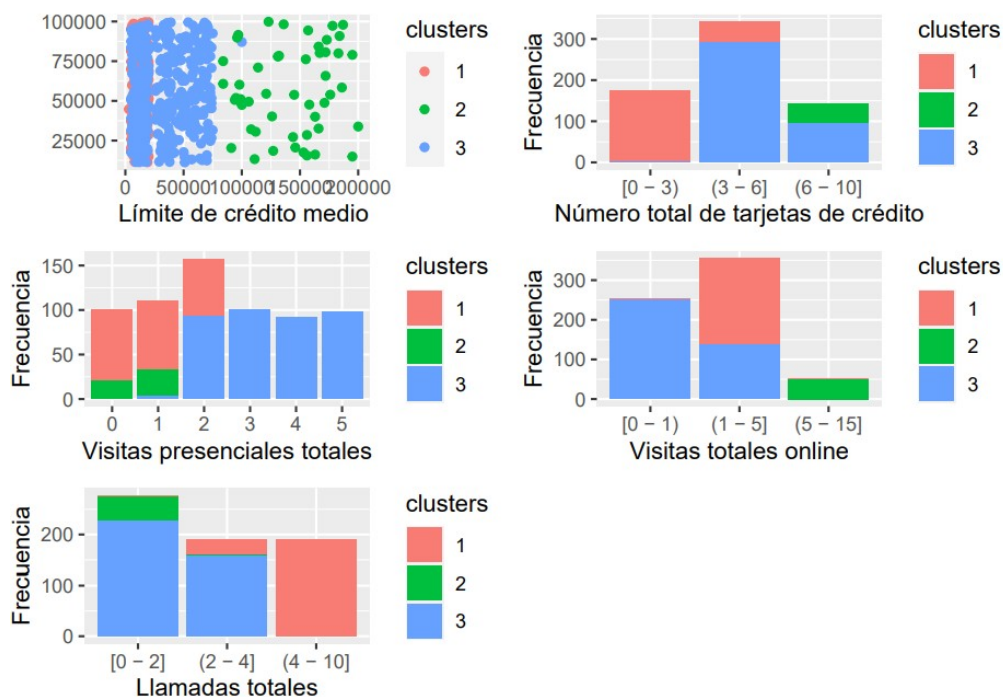 100000
75000
50000
25000
0 50000 100000 150000 200000
Límite de crédito medio
clusters
1
2
3
Frecuencia
300
200
100
0
[0 − 3) (3 − 6] (6 − 10]
Número total de tarjetas de crédito
clusters
1
2
3
Frecuencia
150
100
50
0
0 1 2 3 4 5
Visitas presenciales totales
clusters
1
2
3
Frecuencia
300
200
100
0
[0 − 1) (1 − 5] (5 − 15]
Visitas totales online
clusters
1
2
3
Frecuencia
200
100
0
[0 − 2] (2 − 4] (4 − 10]
Llamadas totales
clusters
1
2
3